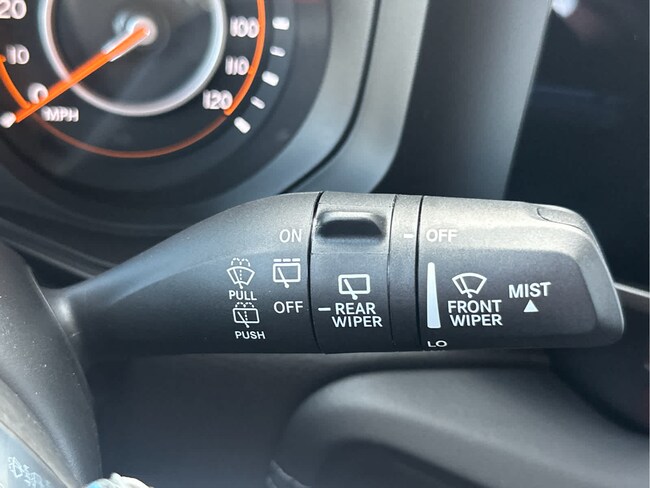 20
10
MPH
100
110
120
ON
OFF
PULL
PUSH
REAR
WIPER
OFF
FRONT
WIPER
MIST
LO